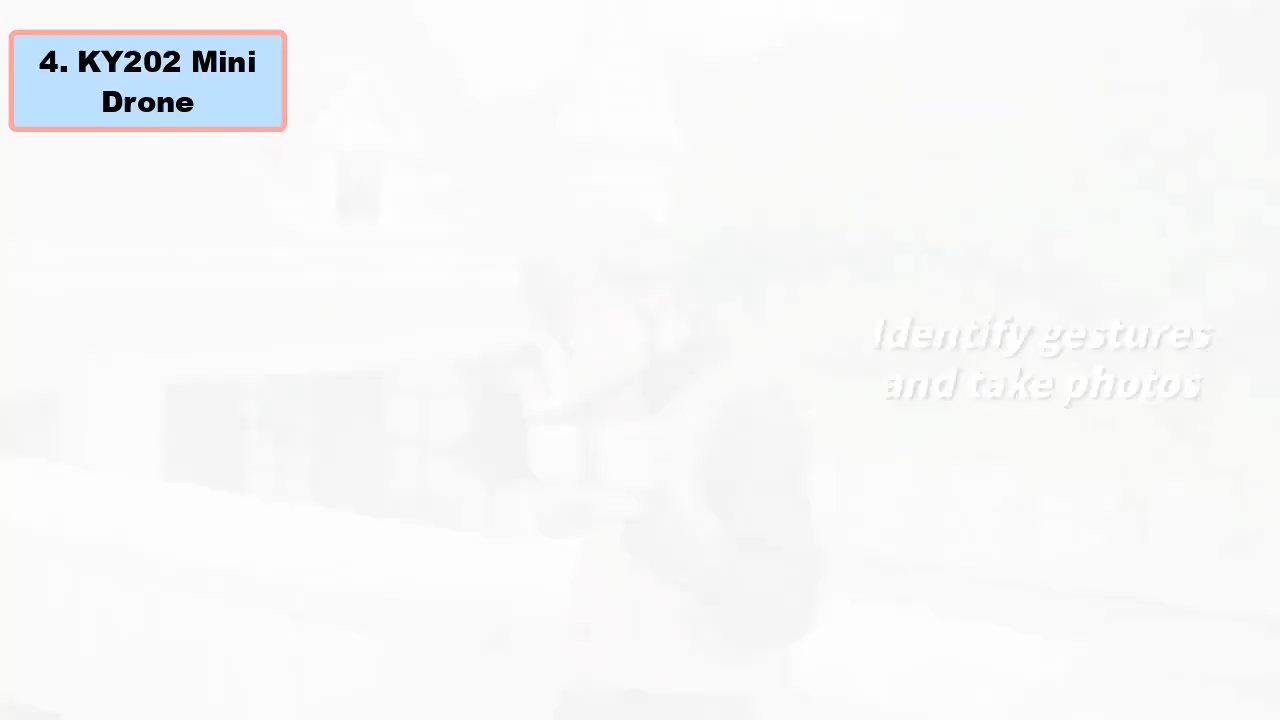 4. KY202 Mini
Drone
Identify gestures
and take photos